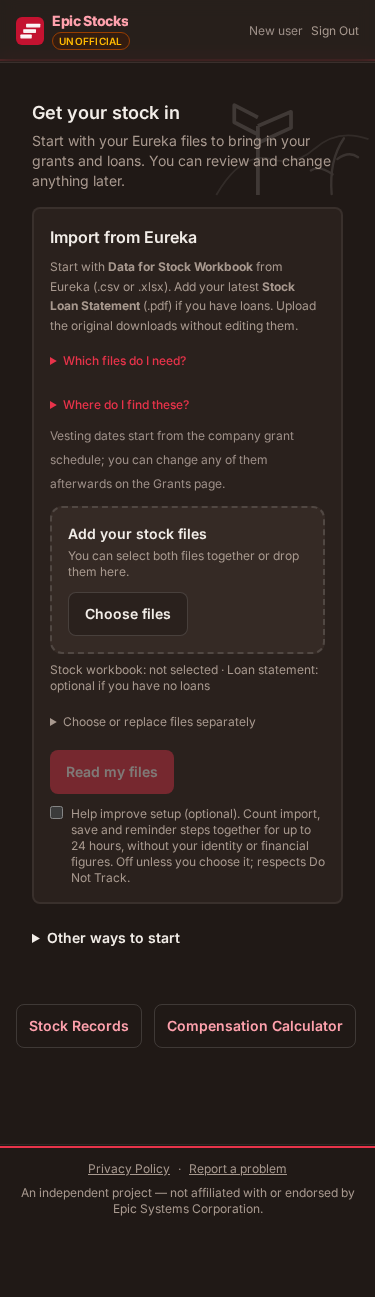 Epic Stocks
UNOFFICIAL
New user Sign Out
Get your stock in
Start with your Eureka files to bring in your
grants and loans. You can review and change
anything later.
Import from Eureka
Start with Data for Stock Workbook from
Eureka (.csv or .xlsx). Add your latest Stock
Loan Statement (.pdf) if you have loans. Upload
the original downloads without editing them.
Which files do I need?
Where do I find these?
Vesting dates start from the company grant
schedule; you can change any of them
afterwards on the Grants page.
Add your stock files
You can select both files together or drop
them here.
Choose files
Stock workbook: not selected · Loan statement:
optional if you have no loans
Choose or replace files separately
Read my files
Help improve setup (optional). Count import,
save and reminder steps together for up to
24 hours, without your identity or financial
figures. Off unless you choose it; respects Do
Not Track.
Other ways to start
Stock Records Compensation Calculator
Privacy Policy · Report a problem
An independent project — not affiliated with or endorsed by
Epic Systems Corporation.